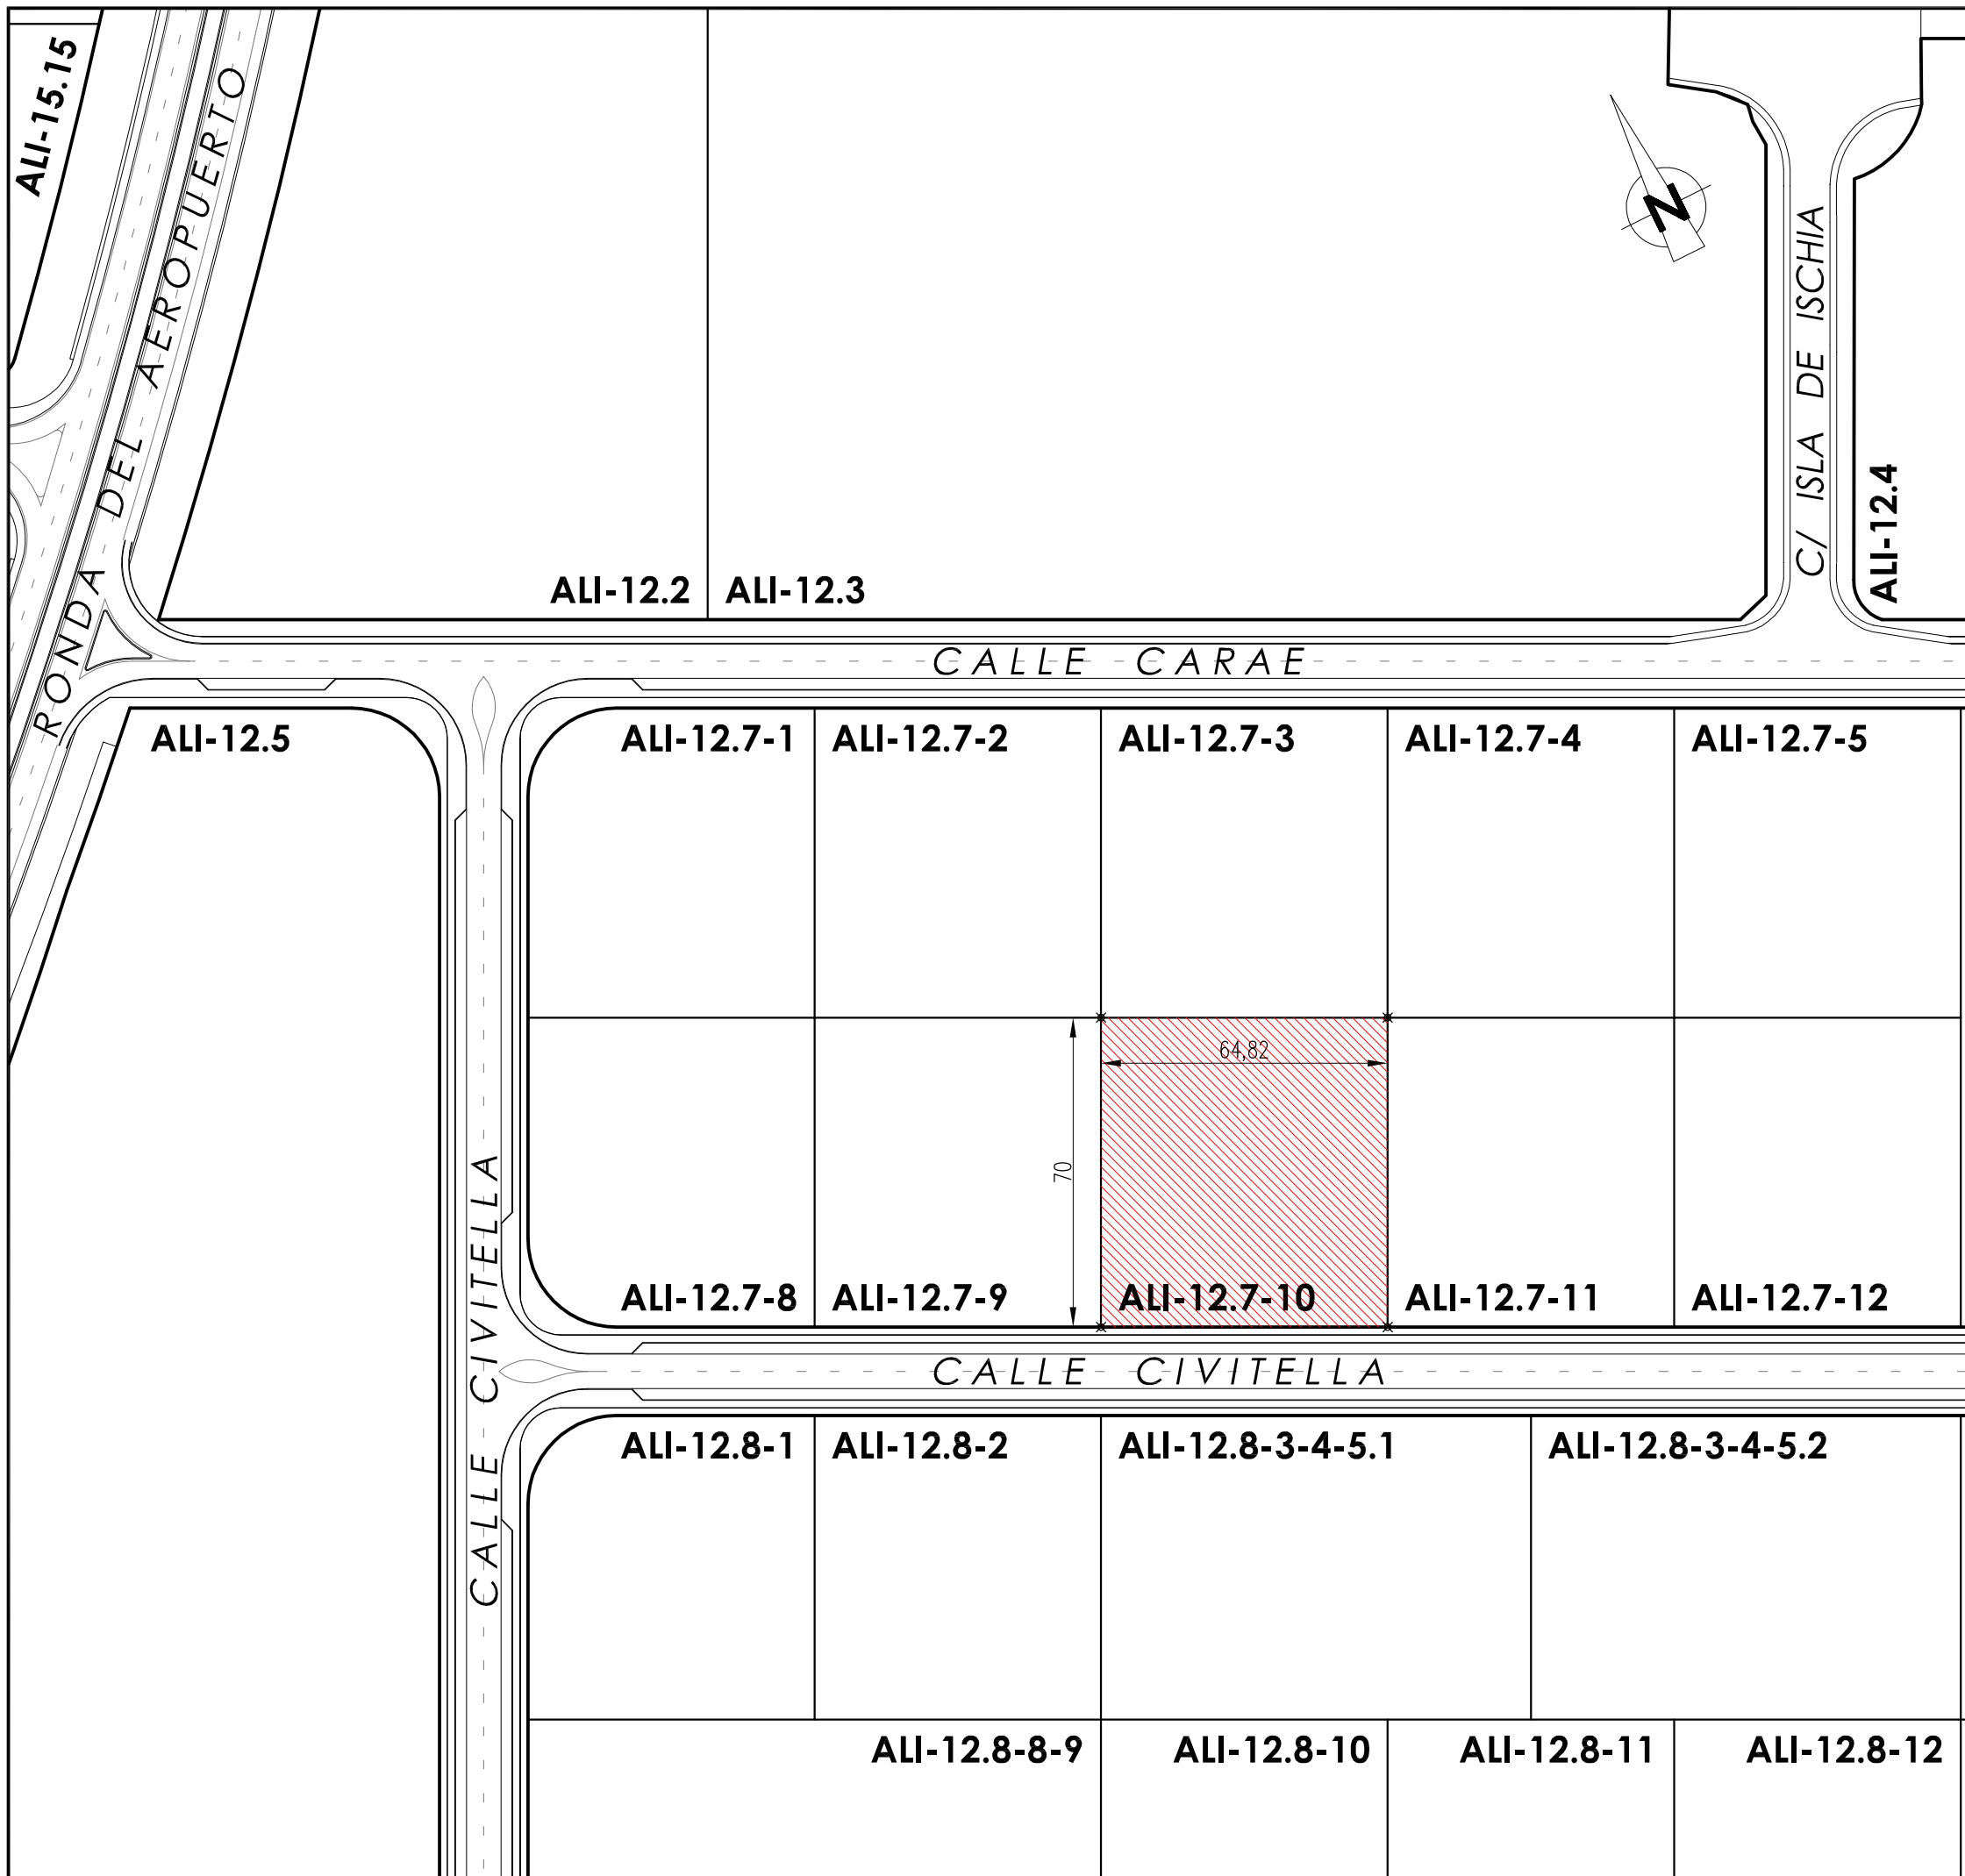 ALI-15.15
RONDA DEL AEROPUERTO
N
C/ ISLA DE ISCHIA
ALI-12.4
ALI-12.2
ALI-12.3
CALLE CARAE
ALI-12.5
ALI-12.7-1
ALI-12.7-2
ALI-12.7-3
ALI-12.7-4
ALI-12.7-5
64,82
70
CALLE CIVITELLA
ALI-12.7-8
ALI-12.7-9
ALI-12.7-10
ALI-12.7-11
ALI-12.7-12
CALLE CIVITELLA
ALI-12.8-1
ALI-12.8-2
ALI-12.8-3-4-5.1
ALI-12.8-3-4-5.2
ALI-12.8-8-9
ALI-12.8-10
ALI-12.8-11
ALI-12.8-12